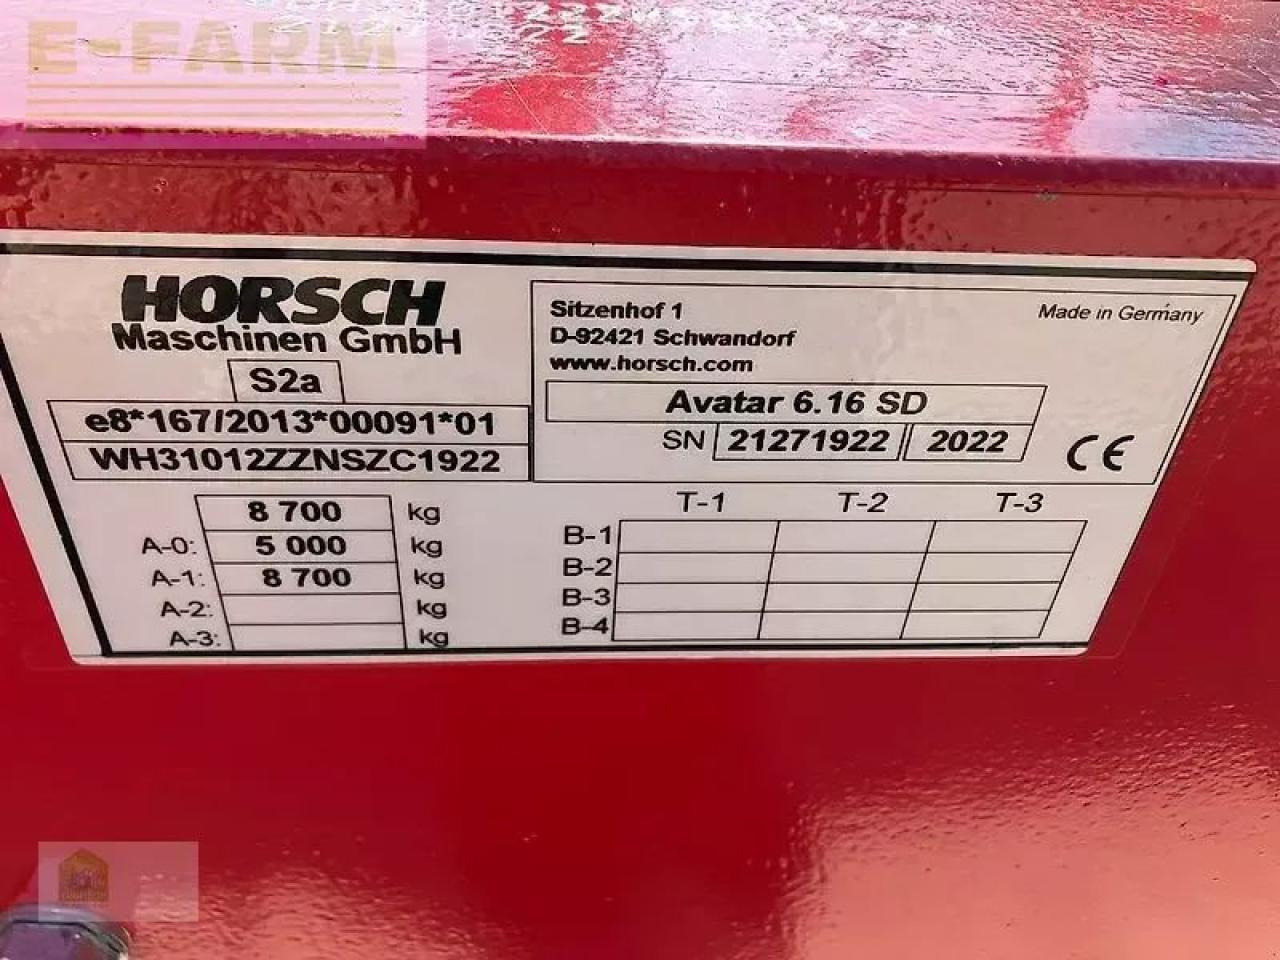 E-FARM
HORSCH
Maschinen GmbH
S2a
e8*167/2013*00091*01
WH31012ZZNSZC1922
Sitzenhof 1
D-92421 Schwandorf
www.horsch.com
Made in Germany
Avatar 6.16 SD
SN 21271922 2022
CE
8 700 kg
A-0: 5 000 kg
A-1: 8 700 kg
A-2: kg
A-3: kg
T-1 T-2 T-3
B-1
B-2
B-3
B-4